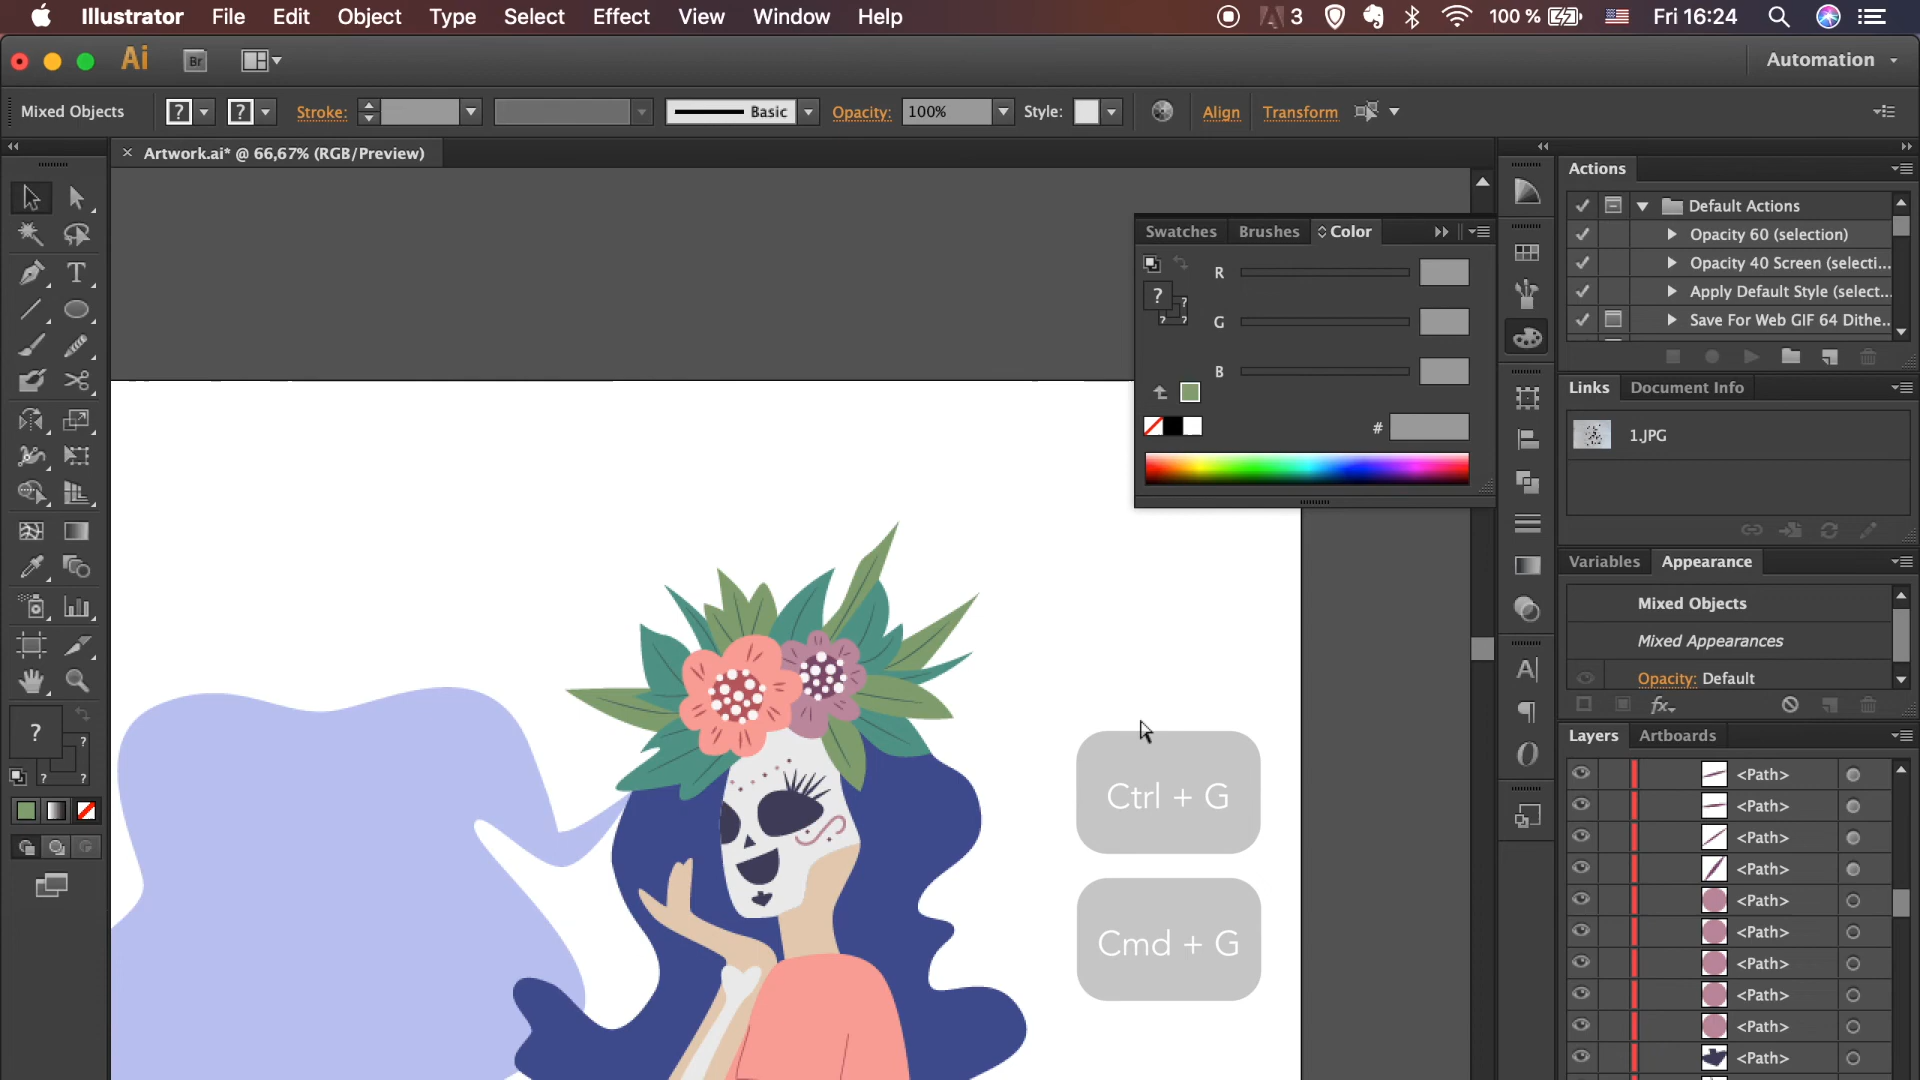 Illustrator File Edit Object Type Select Effect View Window Help 3 100 % Fri 16:24
Ai Br Automation
Mixed Objects ? ? Stroke: Basic Opacity: 100% Style: Align Transform
Artwork.ai* @ 66,67% (RGB/Preview)
Actions
Default Actions
Opacity 60 (selection)
Opacity 40 Screen (selecti...
Apply Default Style (select...
Save For Web GIF 64 Dithe...
Swatches Brushes Color
R
G
B
#
Links Document Info
1.JPG
Variables Appearance
Mixed Objects
Mixed Appearances
Opacity: Default
fx
Layers Artboards
<Path>
<Path>
<Path>
<Path>
<Path>
<Path>
<Path>
<Path>
<Path>
<Path>
Ctrl + G
Cmd + G